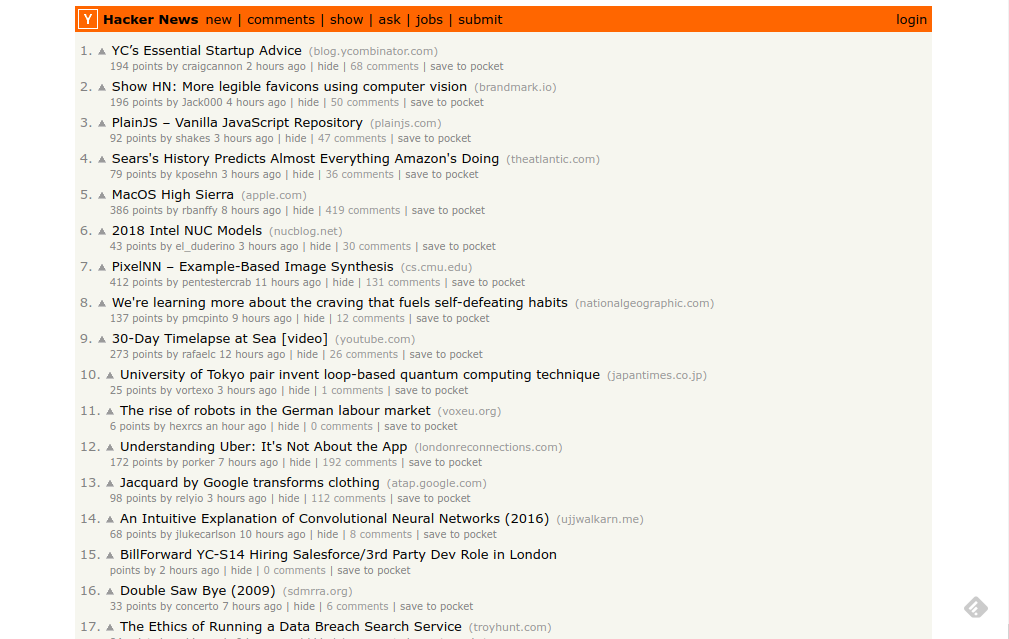 Y Hacker News new | comments | show | ask | jobs | submit login
1. ▲ YC’s Essential Startup Advice (blog.ycombinator.com)
194 points by craigcannon 2 hours ago | hide | 68 comments | save to pocket
2. ▲ Show HN: More legible favicons using computer vision (brandmark.io)
196 points by Jack000 4 hours ago | hide | 50 comments | save to pocket
3. ▲ PlainJS – Vanilla JavaScript Repository (plainjs.com)
92 points by shakes 3 hours ago | hide | 47 comments | save to pocket
4. ▲ Sears's History Predicts Almost Everything Amazon's Doing (theatlantic.com)
79 points by kposehn 3 hours ago | hide | 36 comments | save to pocket
5. ▲ MacOS High Sierra (apple.com)
386 points by rbanffy 8 hours ago | hide | 419 comments | save to pocket
6. ▲ 2018 Intel NUC Models (nucblog.net)
43 points by el_duderino 3 hours ago | hide | 30 comments | save to pocket
7. ▲ PixelNN – Example-Based Image Synthesis (cs.cmu.edu)
412 points by pentestercrab 11 hours ago | hide | 131 comments | save to pocket
8. ▲ We're learning more about the craving that fuels self-defeating habits (nationalgeographic.com)
137 points by pmcpinto 9 hours ago | hide | 12 comments | save to pocket
9. ▲ 30-Day Timelapse at Sea [video] (youtube.com)
273 points by rafaelc 12 hours ago | hide | 26 comments | save to pocket
10. ▲ University of Tokyo pair invent loop-based quantum computing technique (japantimes.co.jp)
25 points by vortexo 3 hours ago | hide | 1 comments | save to pocket
11. ▲ The rise of robots in the German labour market (voxeu.org)
6 points by hexrcs an hour ago | hide | 0 comments | save to pocket
12. ▲ Understanding Uber: It's Not About the App (londonreconnections.com)
172 points by porker 7 hours ago | hide | 192 comments | save to pocket
13. ▲ Jacquard by Google transforms clothing (atap.google.com)
98 points by relyio 3 hours ago | hide | 112 comments | save to pocket
14. ▲ An Intuitive Explanation of Convolutional Neural Networks (2016) (ujjwalkarn.me)
68 points by jlukecarlson 10 hours ago | hide | 8 comments | save to pocket
15. ▲ BillForward YC-S14 Hiring Salesforce/3rd Party Dev Role in London
points by 2 hours ago | hide | 0 comments | save to pocket
16. ▲ Double Saw Bye (2009) (sdmrra.org)
33 points by concerto 7 hours ago | hide | 6 comments | save to pocket
17. ▲ The Ethics of Running a Data Breach Search Service (troyhunt.com)